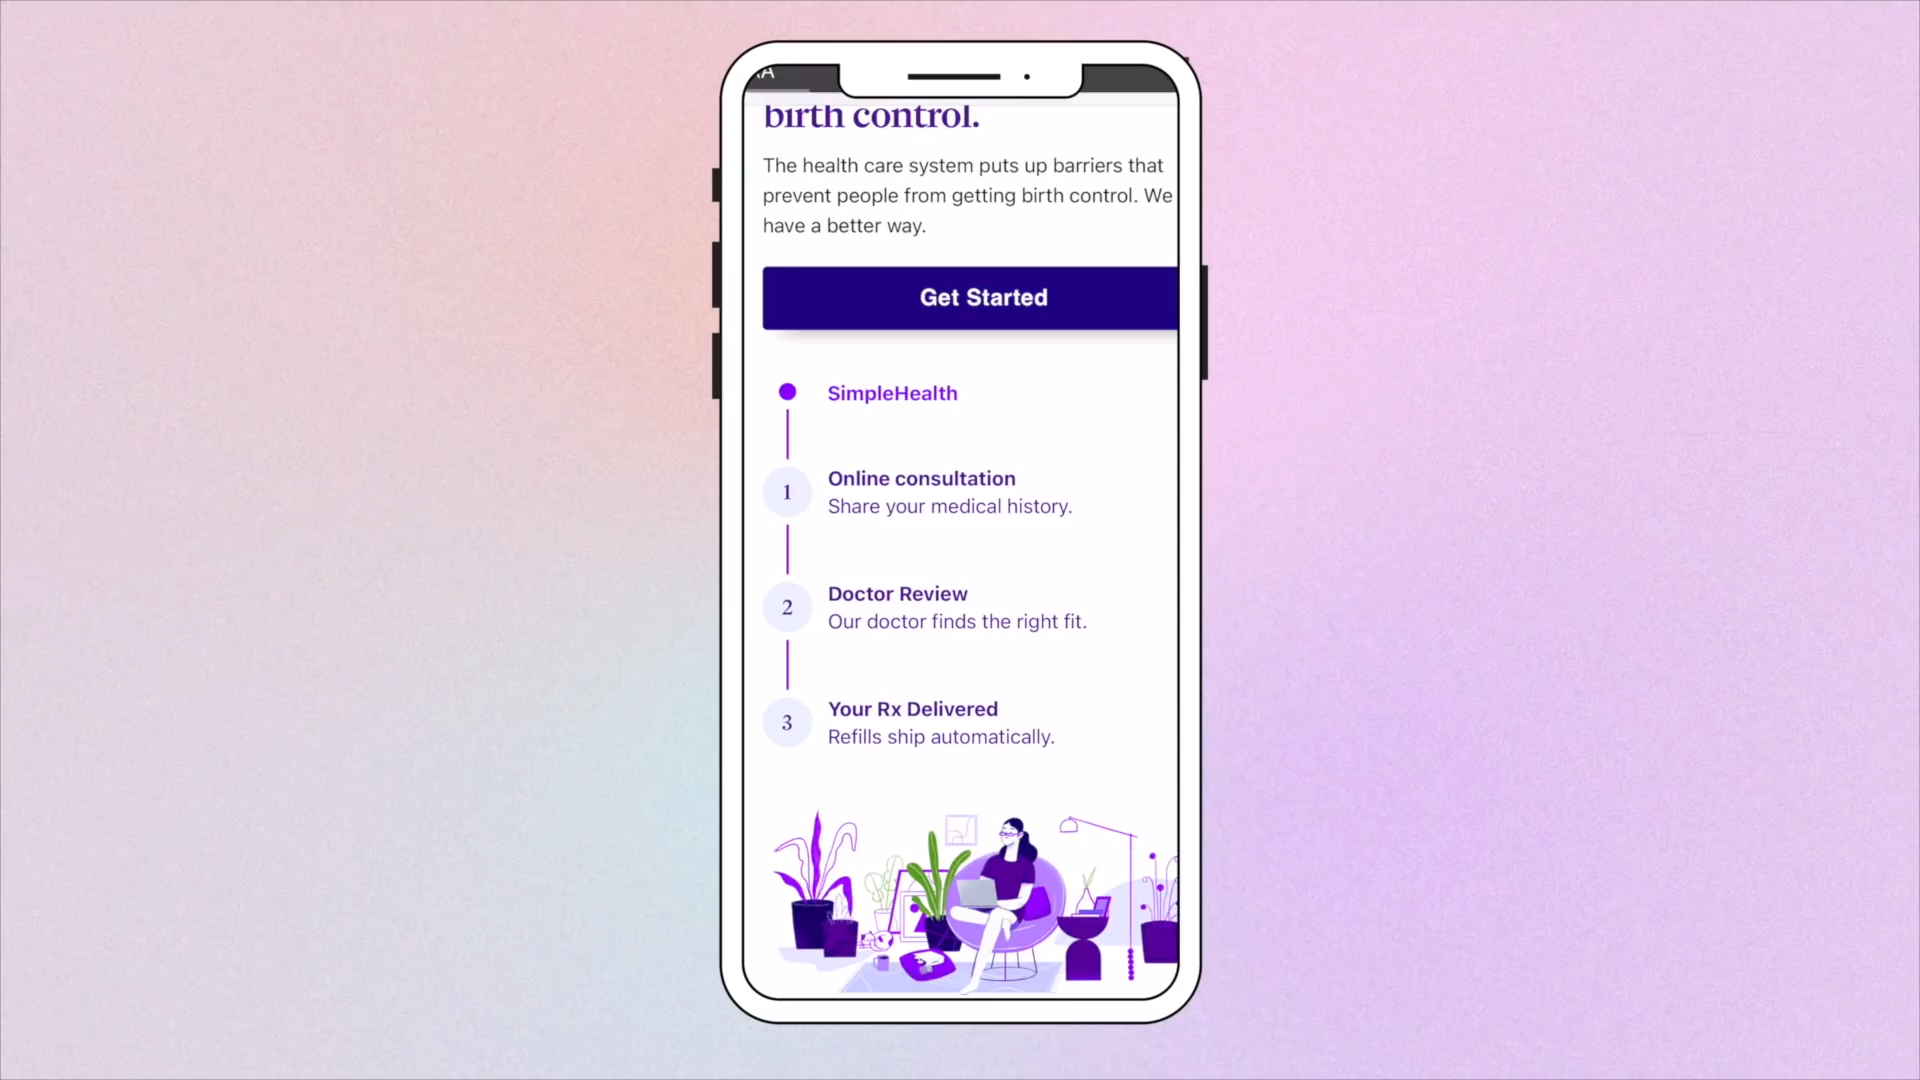 birth control.
The health care system puts up barriers that
prevent people from getting birth control. We
have a better way.
Get Started
SimpleHealth
1
Online consultation
Share your medical history.
2
Doctor Review
Our doctor finds the right fit.
3
Your Rx Delivered
Refills ship automatically.